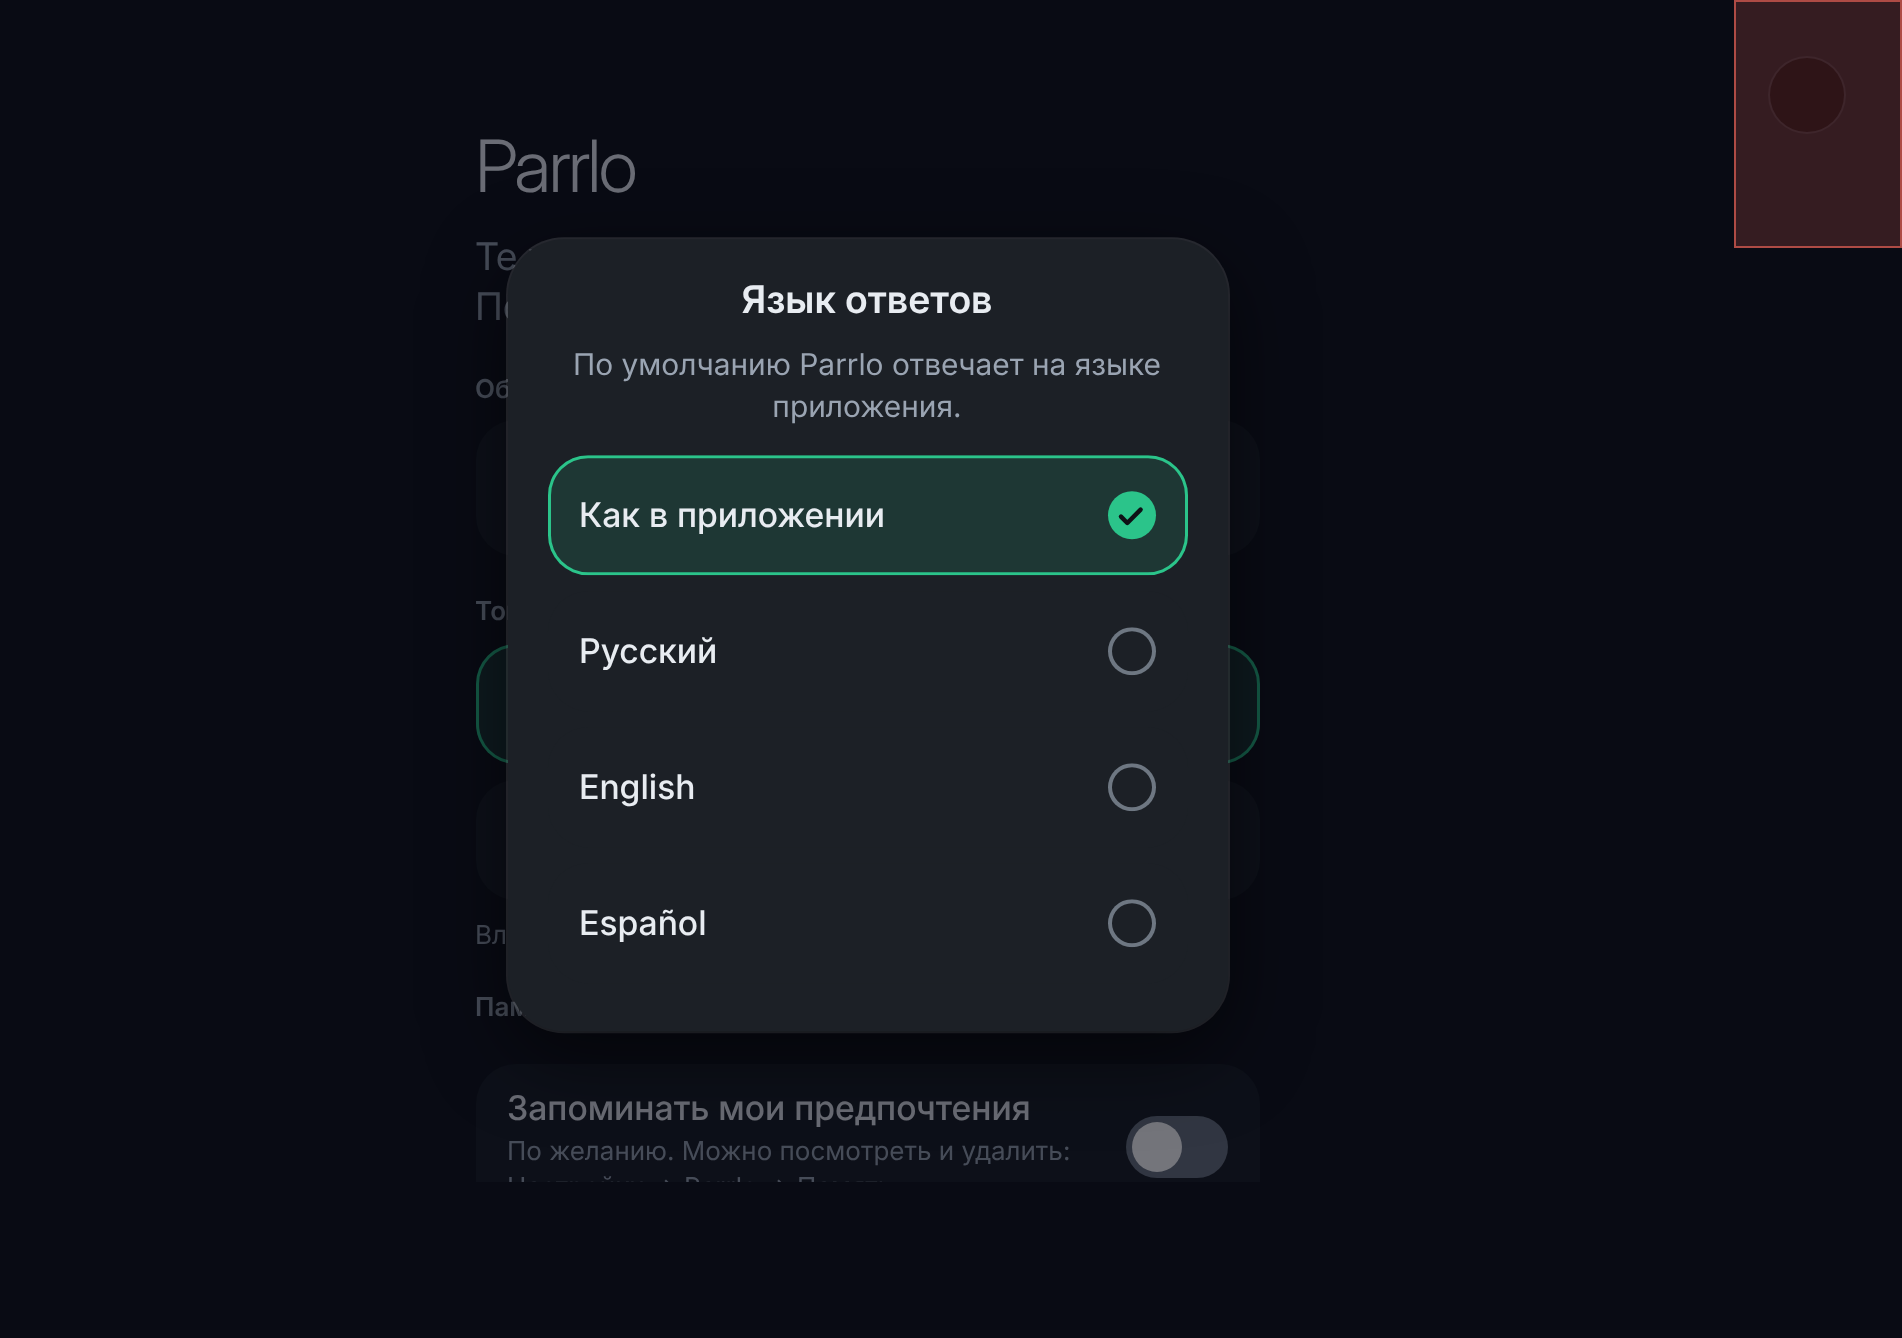 Parrlo
Язык ответов
По умолчанию Parrlo отвечает на языке
приложения.
Как в приложении
Русский
English
Español
Запоминать мои предпочтения
По желанию. Можно посмотреть и удалить: